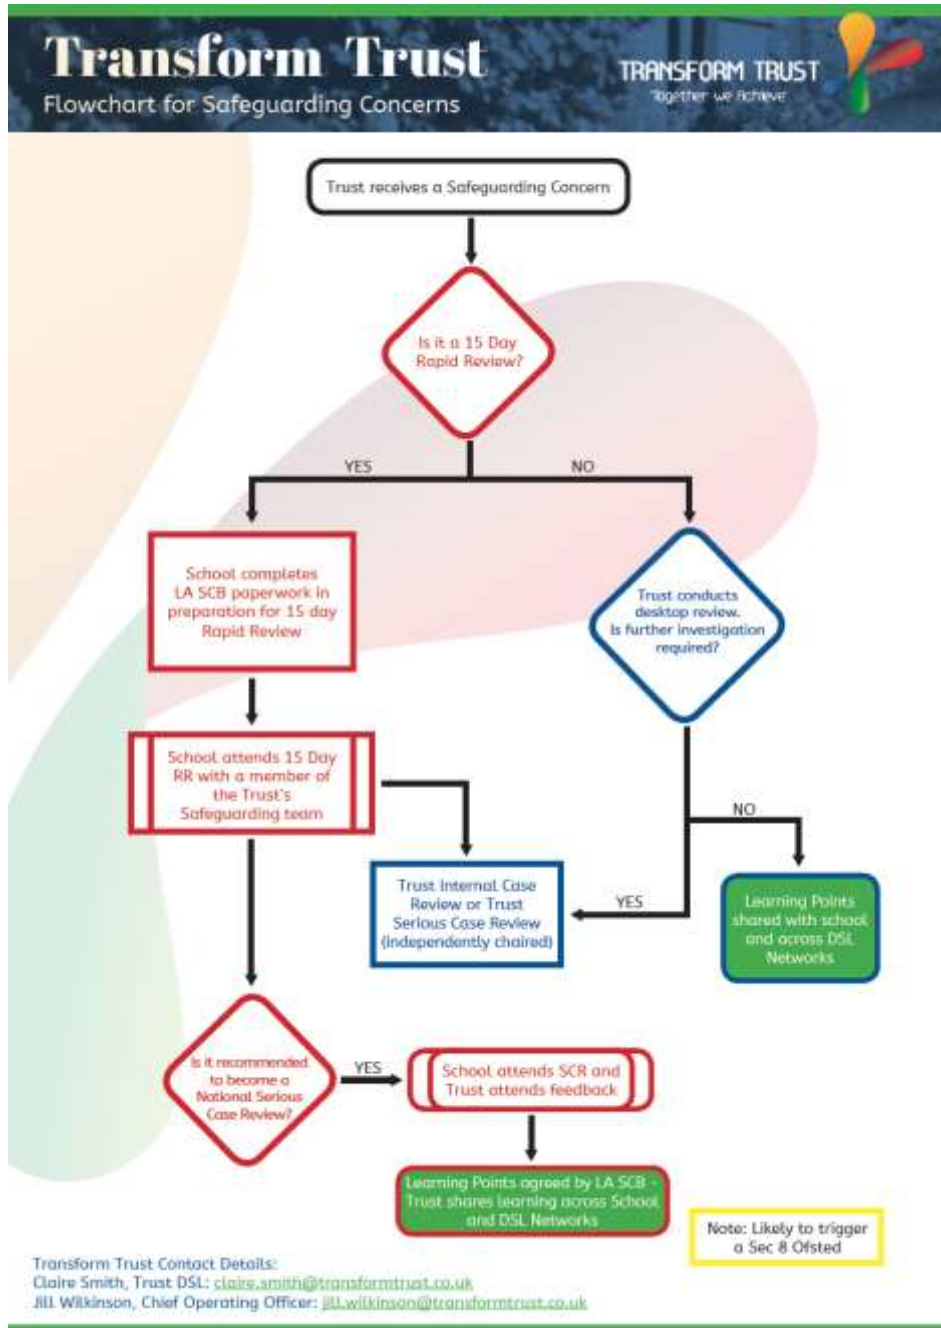 Transform Trust
Flowchart for Safeguarding Concerns
TRANSFORM TRUST
Together we Achieve
Trust receives a Safeguarding Concern
Is it a 15 Day
Rapid Review?
YES
NO
School completes
LA SCB paperwork in
preparation for 15 day
Rapid Review
Trust conducts
desktop review.
Is further investigation
required?
School attends 15 Day
RR with a member of
the Trust's
Safeguarding team
NO
Trust Internal Case
Review or Trust
Serious Case Review
(independently chaired)
YES
Learning Points
shared with school
and across DSL
Networks
Is it recommended
to become a
National Serious
Case Review?
YES
School attends SCR and
Trust attends feedback
Learning Points agreed by LA SCB -
Trust shares learning across School
and DSL Networks
Note: Likely to trigger
a Sec 8 Ofsted
Transform Trust Contact Details:
Claire Smith, Trust DSL: claire.smith@transformtrust.co.uk
Jill Wilkinson, Chief Operating Officer: jill.wilkinson@transformtrust.co.uk